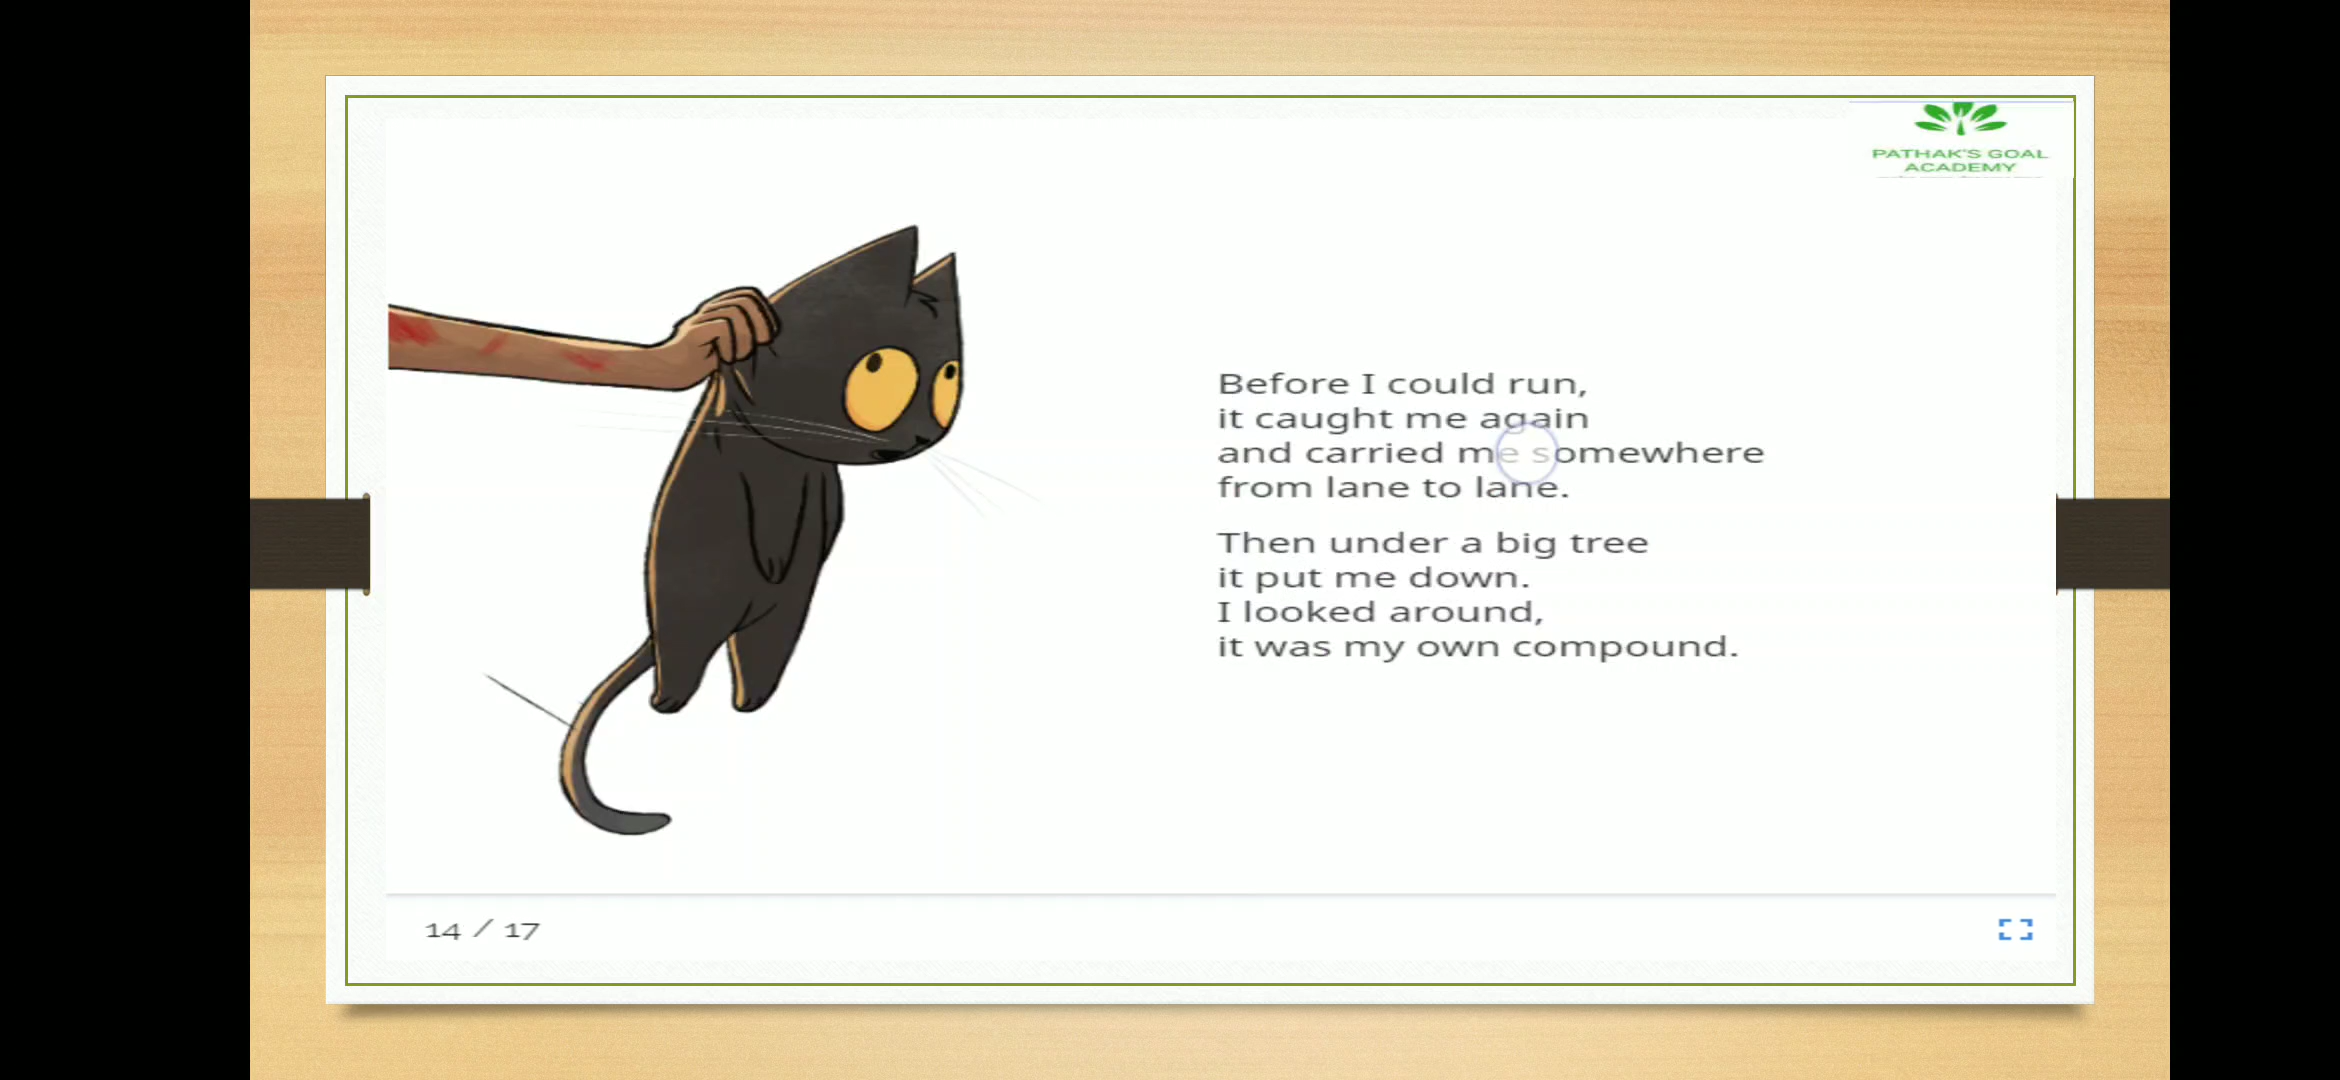 PATHAK'S GOAL
ACADEMY
Before I could run,
it caught me again
and carried me somewhere
from lane to lane.
Then under a big tree
it put me down.
I looked around,
it was my own compound.
14 / 17